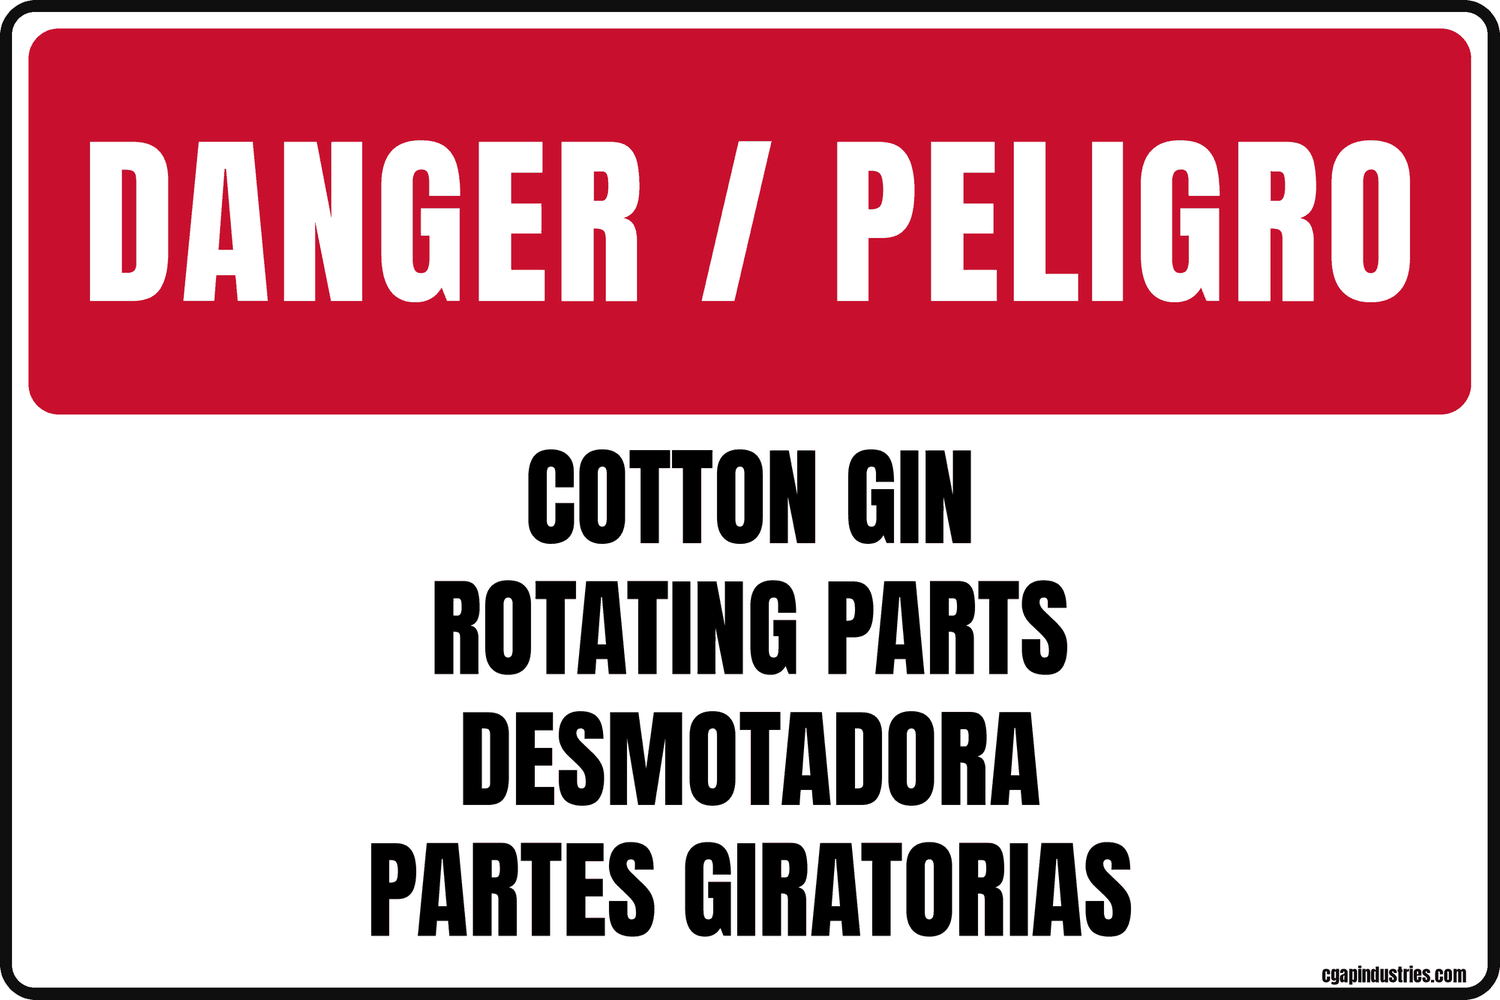 DANGER / PELIGRO
COTTON GIN
ROTATING PARTS
DESMOTADORA
PARTES GIRATORIAS
cgapindustries.com